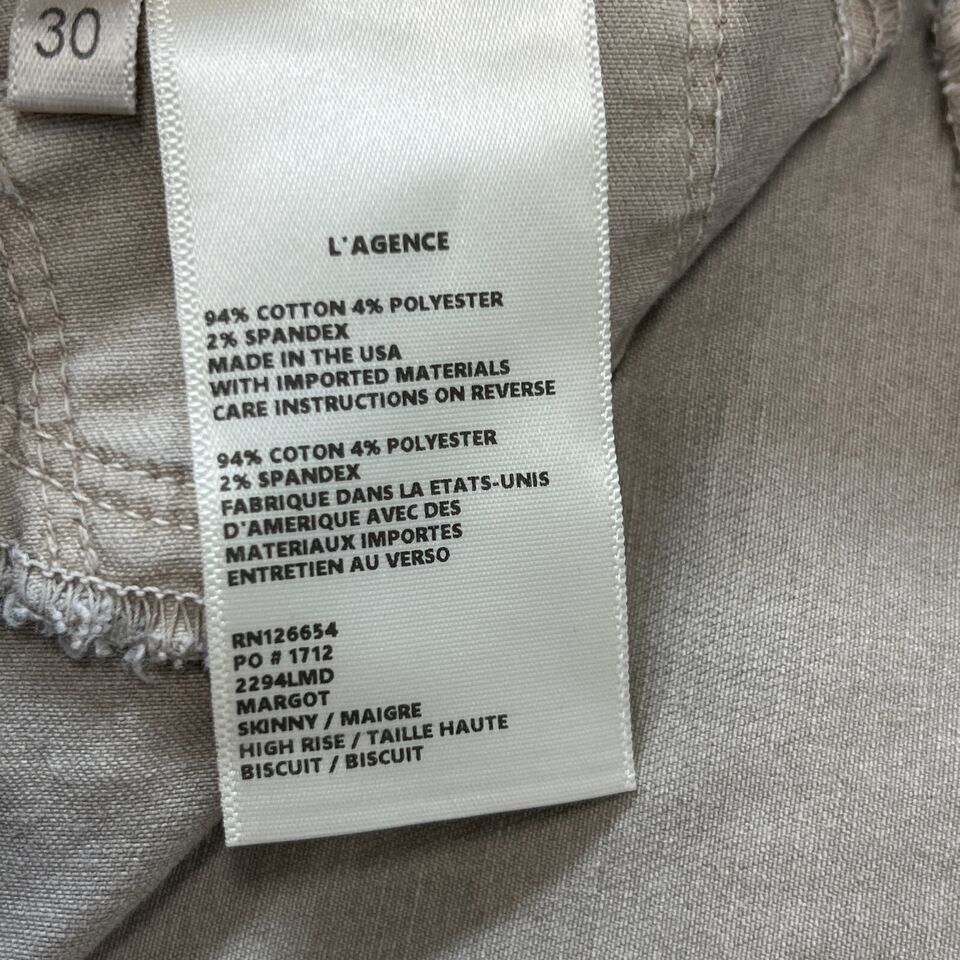 30
L'AGENCE
94% COTTON 4% POLYESTER
2% SPANDEX
MADE IN THE USA
WITH IMPORTED MATERIALS
CARE INSTRUCTIONS ON REVERSE
94% COTON 4% POLYESTER
2% SPANDEX
FABRIQUE DANS LA ETATS-UNIS
D'AMERIQUE AVEC DES
MATERIAUX IMPORTES
ENTRETIEN AU VERSO
RN126654
PO # 1712
2294LMD
MARGOT
SKINNY / MAIGRE
HIGH RISE / TAILLE HAUTE
BISCUIT / BISCUIT